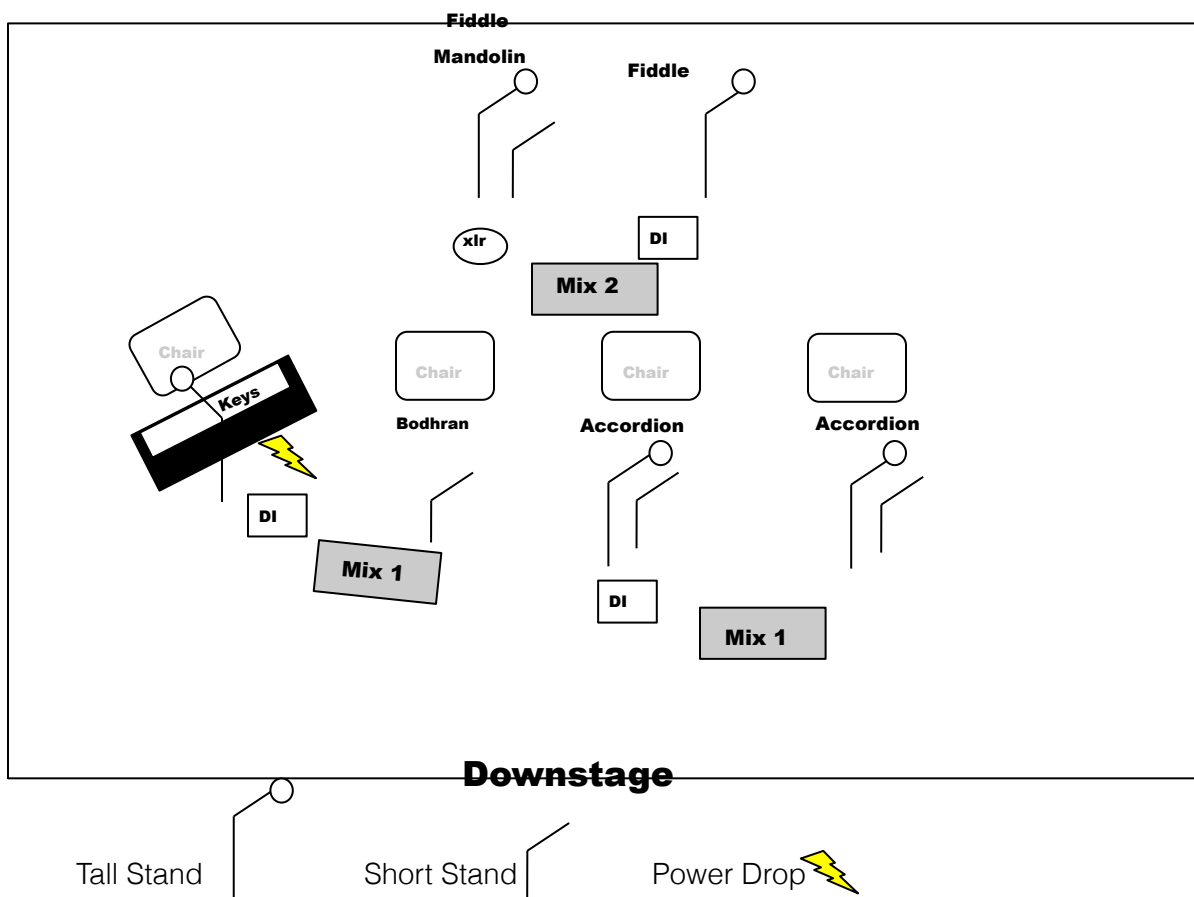 Fiddle
Mandolin
Fiddle
xlr
DI
Mix 2
Chair
Chair
Chair
Chair
Keys
Bodhran
Accordion
Accordion
DI
Mix 1
DI
Mix 1
Downstage
Tall Stand
Short Stand
Power Drop